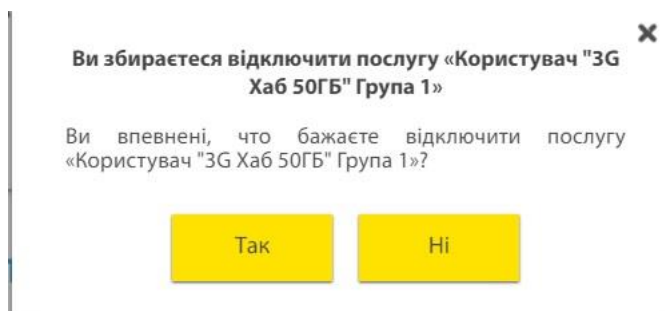 Ви збираєтеся відключити послугу «Користувач "3G
Хаб 50ГБ" Група 1»
Ви впевнені, что бажаєте відключити послугу
«Користувач "3G Хаб 50ГБ" Група 1»?
Так
Ні